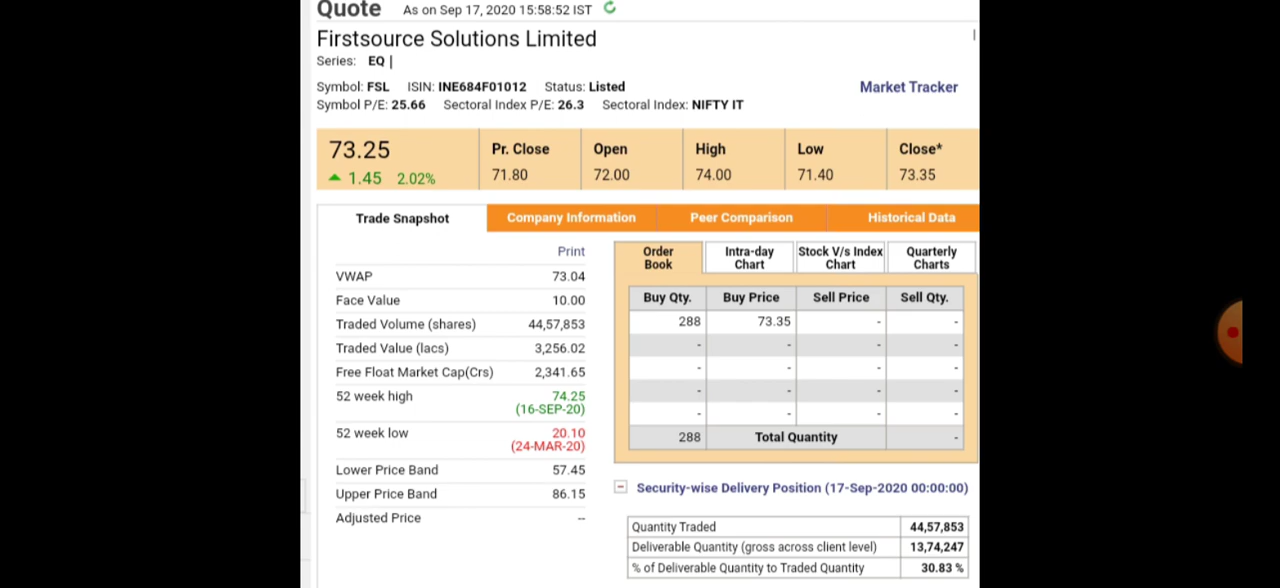 Quote As on Sep 17, 2020 15:58:52 IST
Firstsource Solutions Limited
Series: EQ |
Symbol: FSL ISIN: INE684F01012 Status: Listed
Market Tracker
Symbol P/E: 25.66 Sectoral Index P/E: 26.3 Sectoral Index: NIFTY IT
73.25
1.45 2.02%
Pr. Close Open High Low Close*
71.80 72.00 74.00 71.40 73.35
Trade Snapshot Company Information Peer Comparison Historical Data
Print
VWAP 73.04
Face Value 10.00
Traded Volume (shares) 44,57,853
Traded Value (lacs) 3,256.02
Free Float Market Cap(Crs) 2,341.65
52 week high 74.25
(16-SEP-20)
52 week low 20.10
(24-MAR-20)
Lower Price Band 57.45
Upper Price Band 86.15
Adjusted Price --
Order Book Intra-day Chart Stock V/s Index Chart Quarterly Charts
Buy Qty. Buy Price Sell Price Sell Qty.
288 73.35 - -
- - - -
- - - -
- - - -
- - - -
288 Total Quantity -
Security-wise Delivery Position (17-Sep-2020 00:00:00)
Quantity Traded 44,57,853
Deliverable Quantity (gross across client level) 13,74,247
% of Deliverable Quantity to Traded Quantity 30.83 %